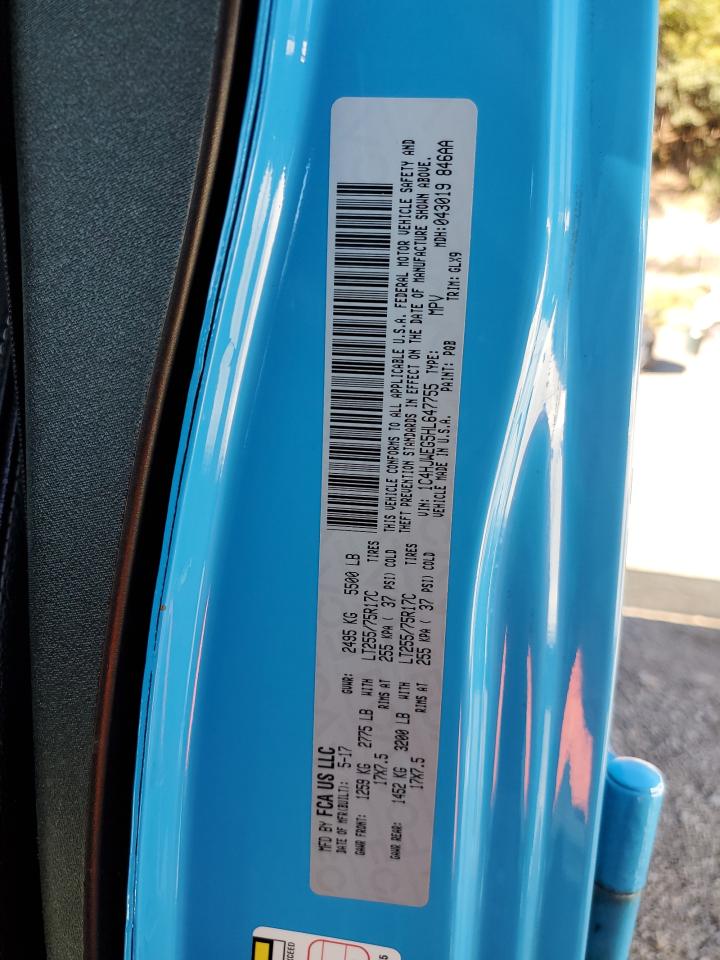 MFD BY FCA US LLC
DATE OF MFR(BUILT): 5-17 GVWR: 2495 KG 5500 LB
GAWR FRONT: 1259 KG 2775 LB WITH LT255/75R17C TIRES
17X7.5 RIMS AT 255 KPA ( 37 PSI) COLD
GAWR REAR: 1452 KG 3200 LB WITH LT255/75R17C TIRES
17X7.5 RIMS AT 255 KPA ( 37 PSI) COLD
THIS VEHICLE CONFORMS TO ALL APPLICABLE U.S.A. FEDERAL MOTOR VEHICLE SAFETY AND
THEFT PREVENTION STANDARDS IN EFFECT ON THE DATE OF MANUFACTURE SHOWN ABOVE.
VIN: 1C4HJWEG5HL647755 TYPE: MPV MDH:043019 846AA
VEHICLE MADE IN U.S.A. PAINT: PQB TRIM: GLX9
EXCEED
5